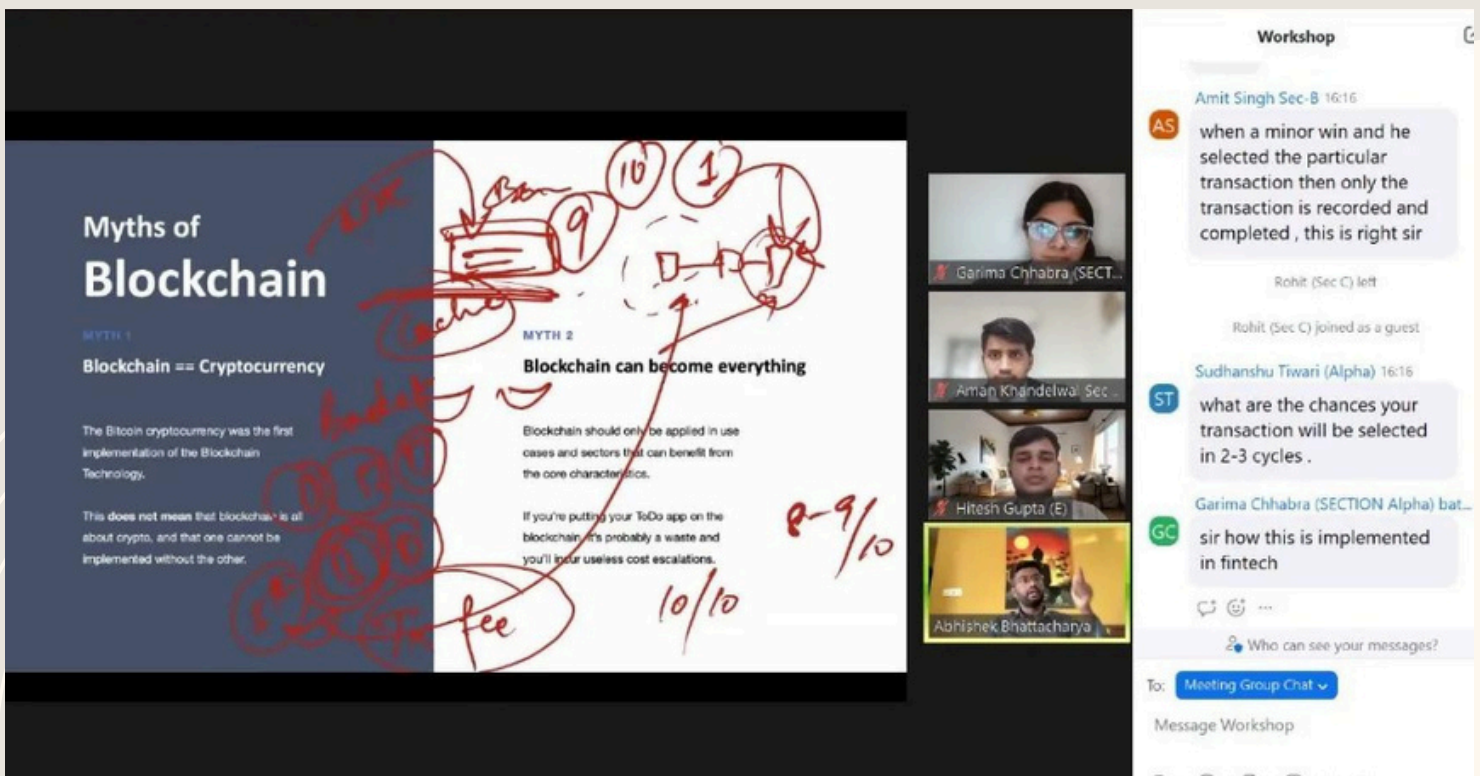 Myths of
Blockchain
MYTH 1
Blockchain == Cryptocurrency
The Bitcoin cryptocurrency was the first
implementation of the Blockchain
Technology.
This does not mean that blockchain is all
about crypto, and that one cannot be
implemented without the other.
10
1
9
MYTH 2
Blockchain can become everything
Blockchain should only be applied in use
cases and sectors that can benefit from
the core characteristics.
If you're putting your ToDo app on the
blockchain, it's probably a waste and
you'll incur useless cost escalations.
8-9/10
10/10
fee
Garima Chhabra (SECT...
Aman Khandelwal Sec...
Hitesh Gupta (E)
Abhishek Bhattacharya
Workshop
Amit Singh Sec-B 16:16
AS
when a minor win and he
selected the particular
transaction then only the
transaction is recorded and
completed , this is right sir
Rohit (Sec C) left
Rohit (Sec C) joined as a guest
Sudhanshu Tiwari (Alpha) 16:16
ST
what are the chances your
transaction will be selected
in 2-3 cycles .
Garima Chhabra (SECTION Alpha) bat...
GC
sir how this is implemented
in fintech
Who can see your messages?
To: Meeting Group Chat
Message Workshop